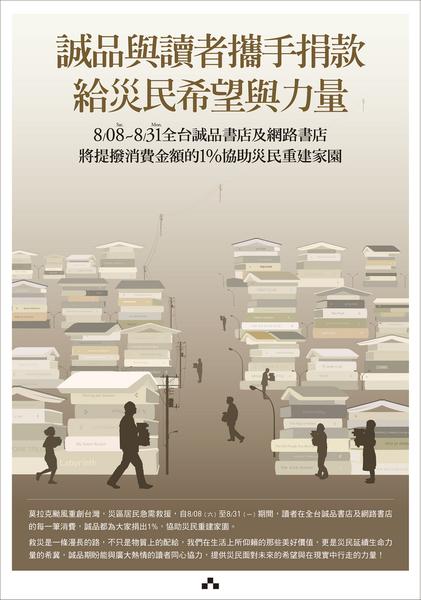 誠品與讀者攜手捐款
給災民希望與力量
Sat. Mon.
8/08~8/31全台誠品書店及網路書店
將提撥消費金額的1%協助災民重建家園
Labyrinth
莫拉克颱風重創台灣，災區居民急需救援，自8/08（六）至8/31（一）期間，讀者在全台誠品書店及網路書店
的每一筆消費，誠品都為大家捐出1%，協助災民重建家園。
救災是一條漫長的路，不只是物質上的配給，我們在生活上所仰賴的那些美好價值，更是災民延續生命力
量的希冀，誠品期盼能與廣大熱情的讀者同心協力，提供災民面對未來的希望與在現實中行走的力量！